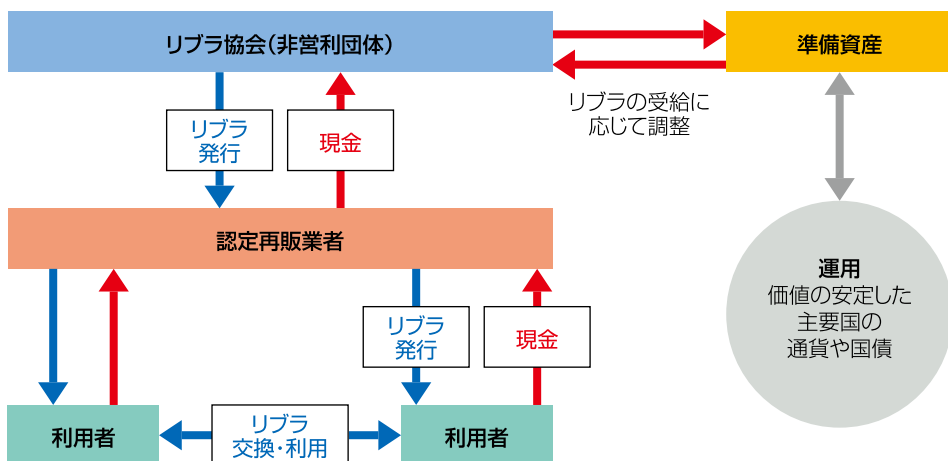 リブラ協会(非営利団体)
準備資産
リブラの受給に
応じて調整
リブラ
発行
現金
認定再販業者
運用
価値の安定した
主要国の
通貨や国債
リブラ
発行
現金
利用者
リブラ
交換・利用
利用者